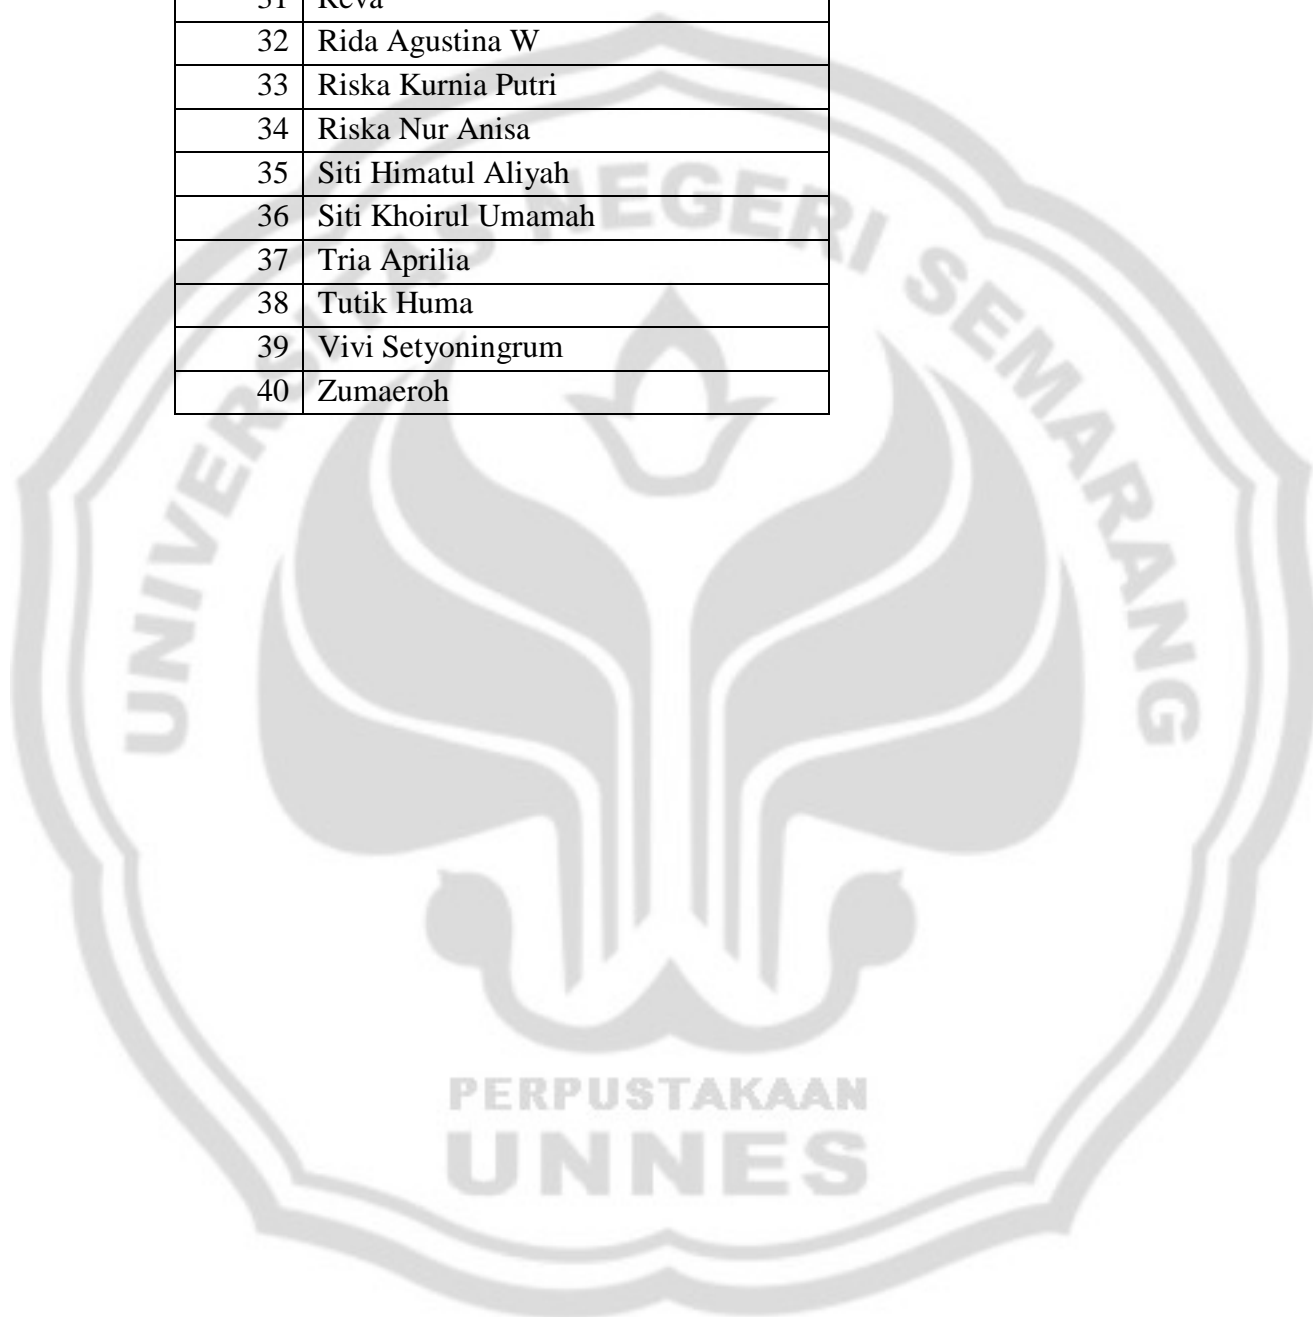 31 Reva
32 Rida Agustina W
33 Riska Kurnia Putri
34 Riska Nur Anisa
35 Siti Himatul Aliyah
36 Siti Khoirul Umamah
37 Tria Aprilia
38 Tutik Huma
39 Vivi Setyoningrum
40 Zumaeroh
UNIVERSITAS NEGERI SEMARANG
PERPUSTAKAAN
UNNES